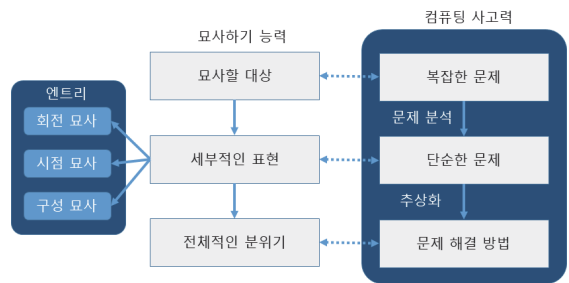 컴퓨팅 사고력
묘사하기 능력
묘사할 대상
복잡한 문제
엔트리
회전 묘사
시점 묘사
구성 묘사
문제 분석
세부적인 표현
단순한 문제
추상화
전체적인 분위기
문제 해결 방법